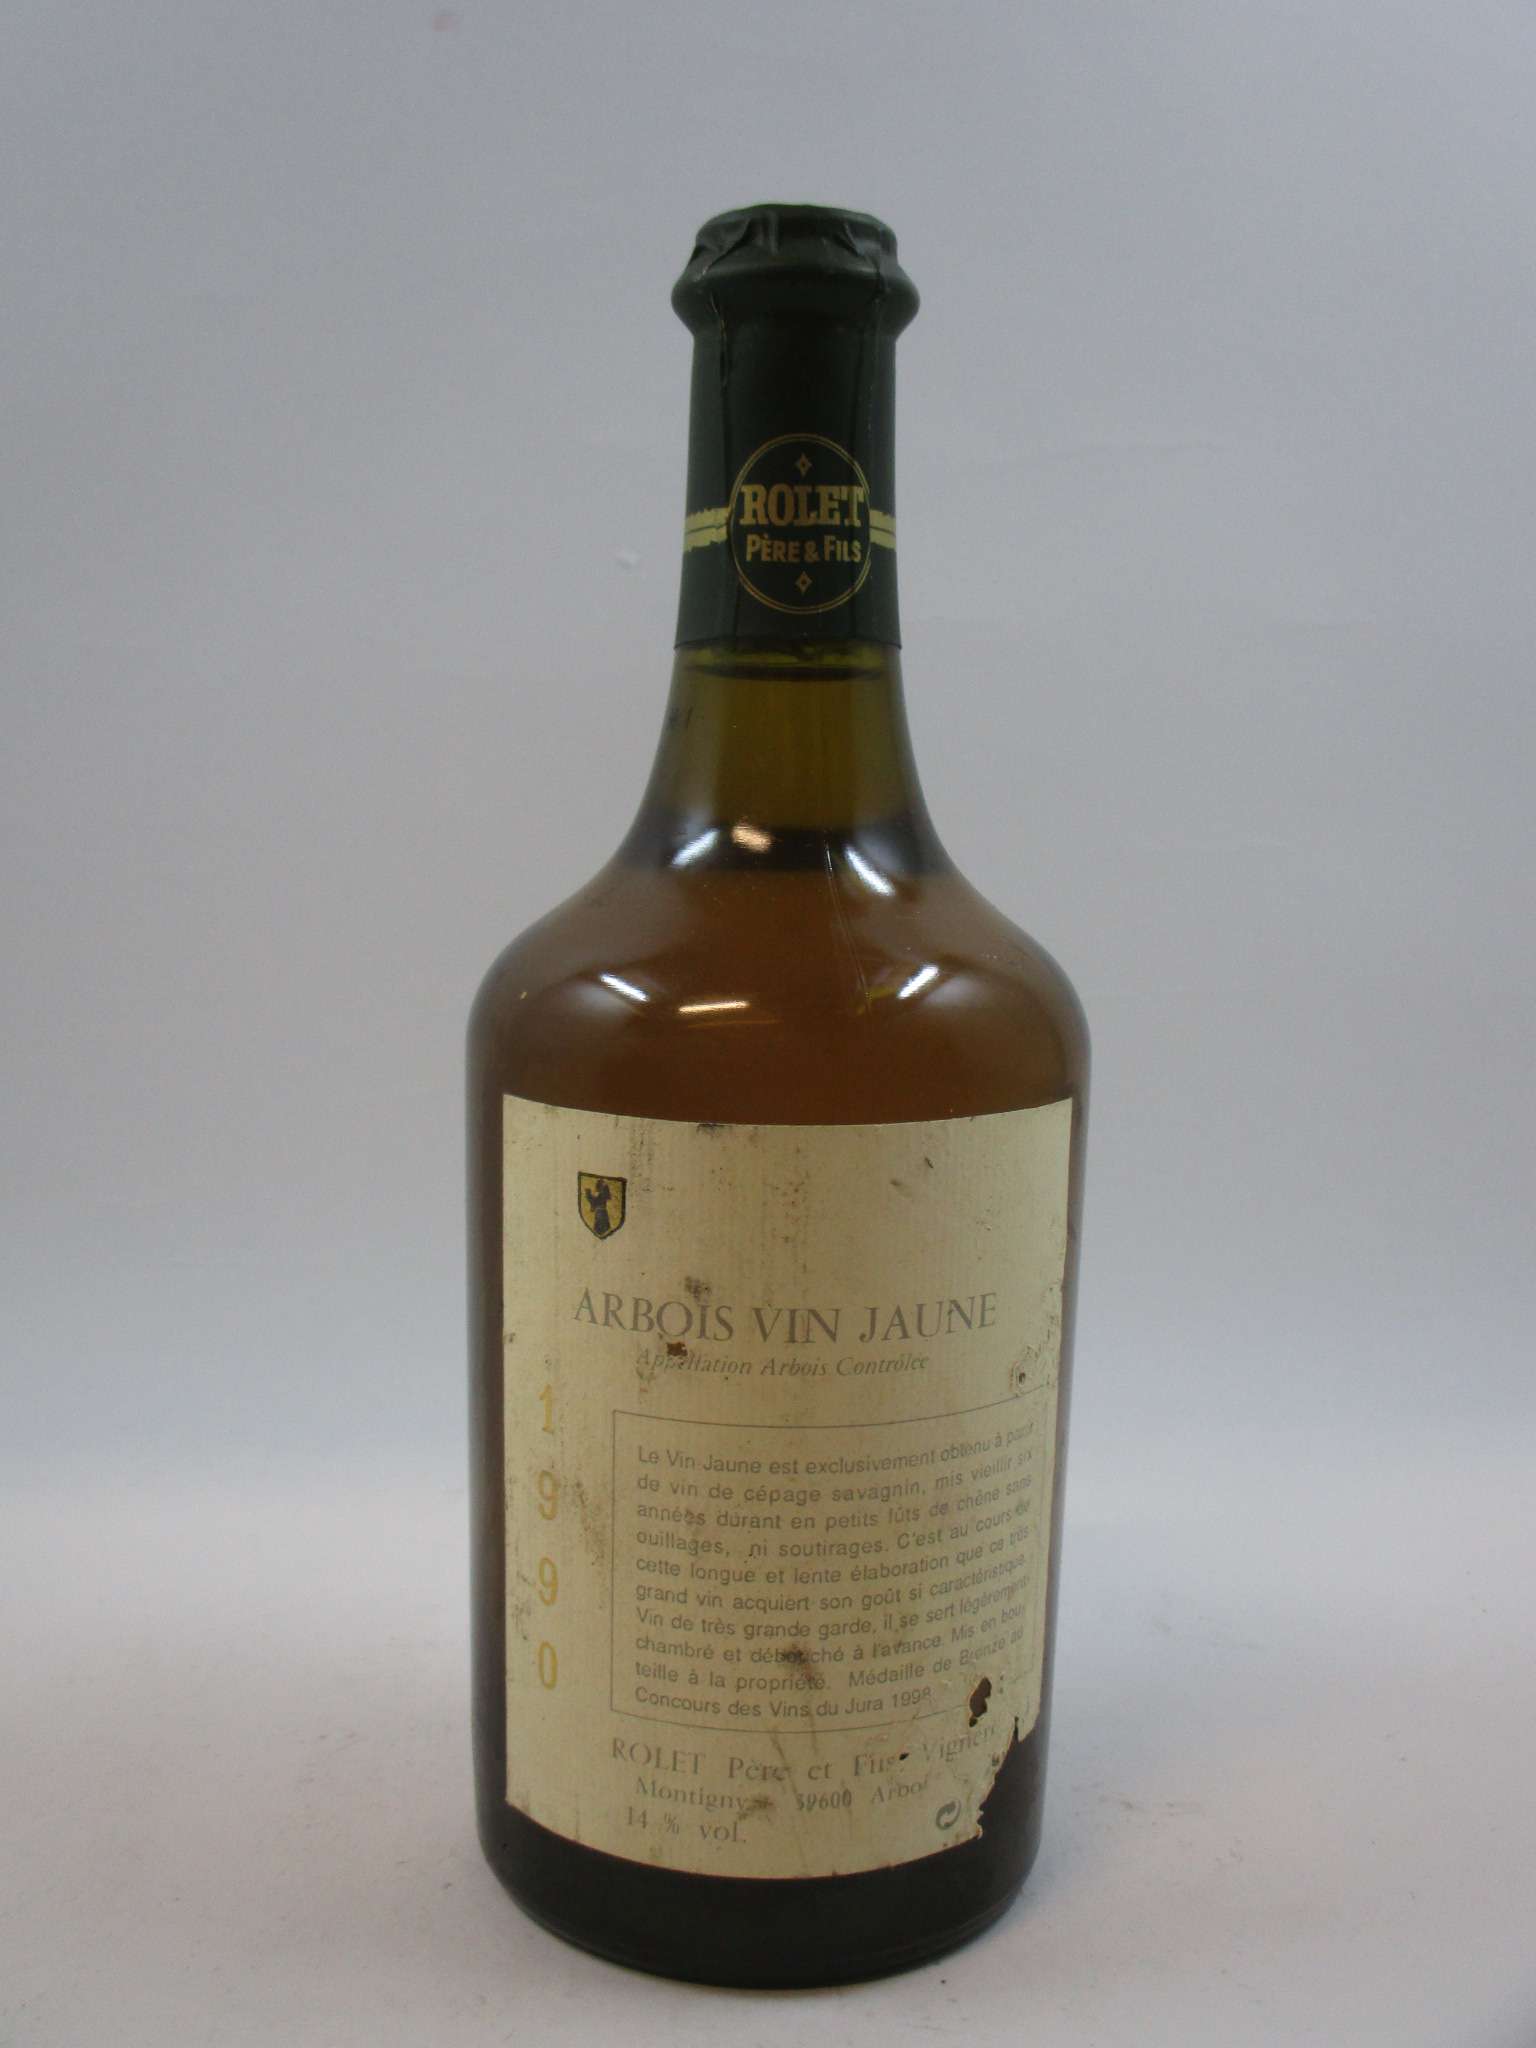 ROLET
PÈRE & FILS
ARBOIS VIN JAUNE
Appellation Arbois Contrôlée
1
9
9
0
Le Vin Jaune est exclusivement obtenu à partir
de vin de cépage savagnin, mis vieillir six
années durant en petits fûts de chêne sans
ouillages, ni soutirages. C'est au cours de
cette longue et lente élaboration que ce très
grand vin acquiert son goût si caractéristique.
Vin de très grande garde, il se sert légèrement
chambré et débouché à l'avance. Mis en bou-
teille à la propriété. Médaille de Bronze au
Concours des Vins du Jura 1998.
ROLET Père et Fils, Vignero
Montigny - 39600 Arbo
14 % vol.